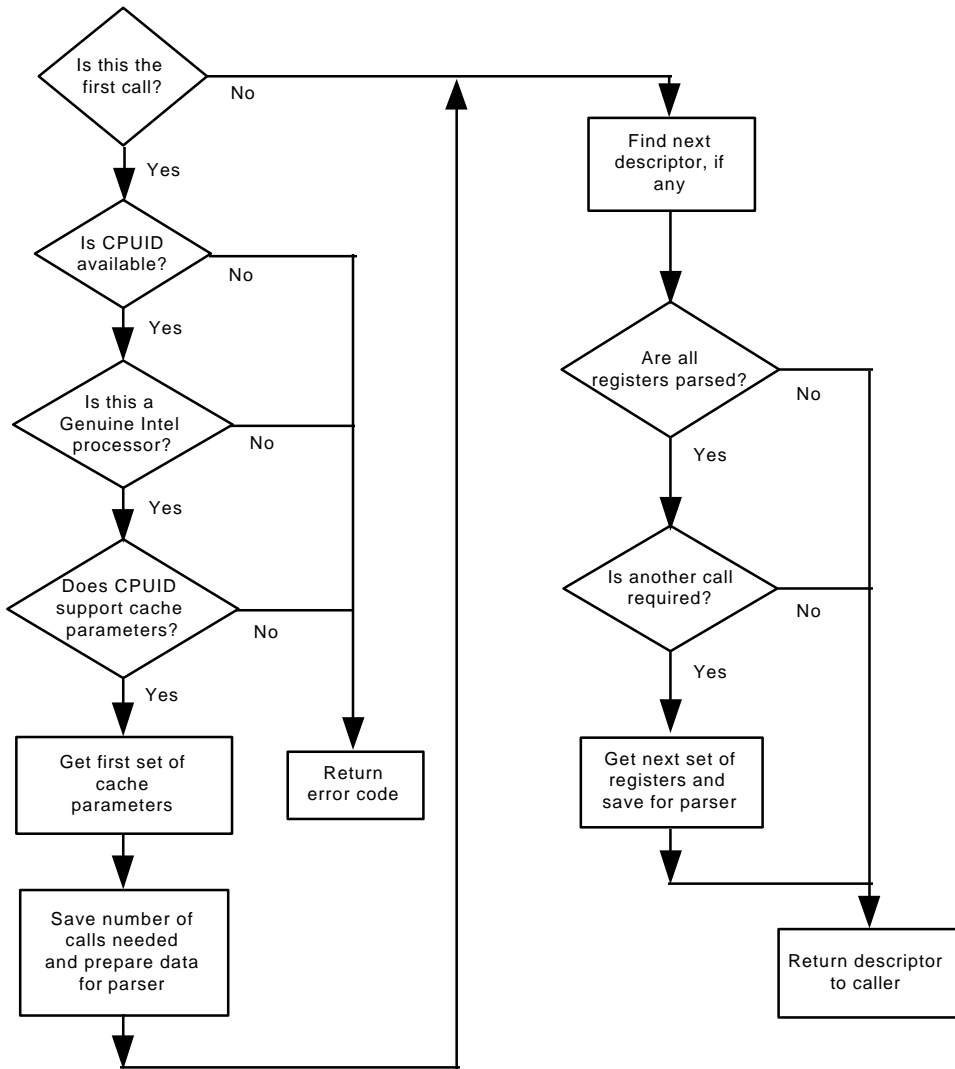 Is this the
first call?
No
Yes
Is CPUID
available?
No
Yes
Is this a
Genuine Intel
processor?
No
Yes
Does CPUID
support cache
parameters?
No
Yes
Get first set of
cache
parameters
Return
error code
Save number of
calls needed
and prepare data
for parser
Find next
descriptor, if
any
Are all
registers parsed?
No
Yes
Is another call
required?
No
Yes
Get next set of
registers and
save for parser
Return descriptor
to caller